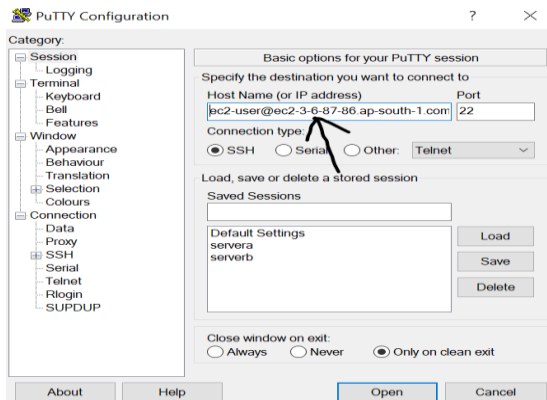 PuTTY Configuration
? ×
Category:
Session
Logging
Terminal
Keyboard
Bell
Features
Window
Appearance
Behaviour
Translation
Selection
Colours
Connection
Data
Proxy
SSH
Serial
Telnet
Rlogin
SUPDUP
Basic options for your PuTTY session
Specify the destination you want to connect to
Host Name (or IP address) Port
ec2-user@ec2-3-6-87-86.ap-south-1.com 22
Connection type:
SSH Serial Other: Telnet
Load, save or delete a stored session
Saved Sessions
Default Settings
servera
serverb
Load
Save
Delete
Close window on exit:
Always Never Only on clean exit
About Help Open Cancel